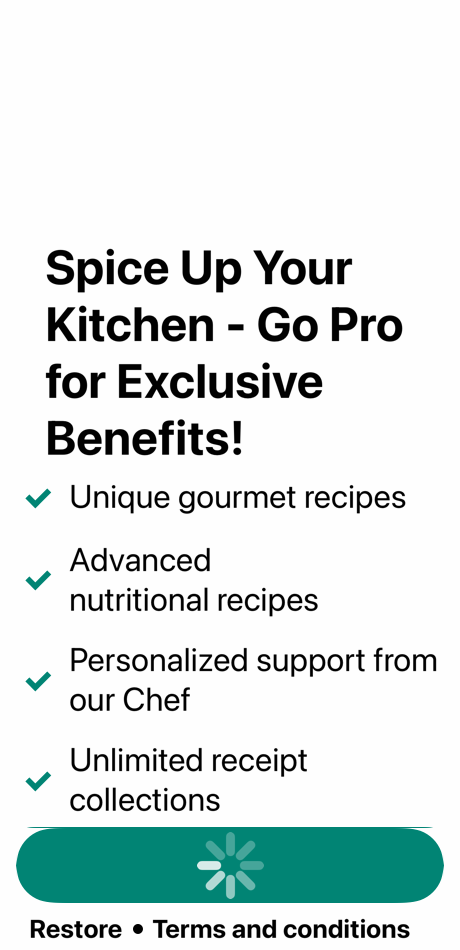 Spice Up Your
Kitchen - Go Pro
for Exclusive
Benefits!
Unique gourmet recipes
Advanced
nutritional recipes
Personalized support from
our Chef
Unlimited receipt
collections
Restore • Terms and conditions